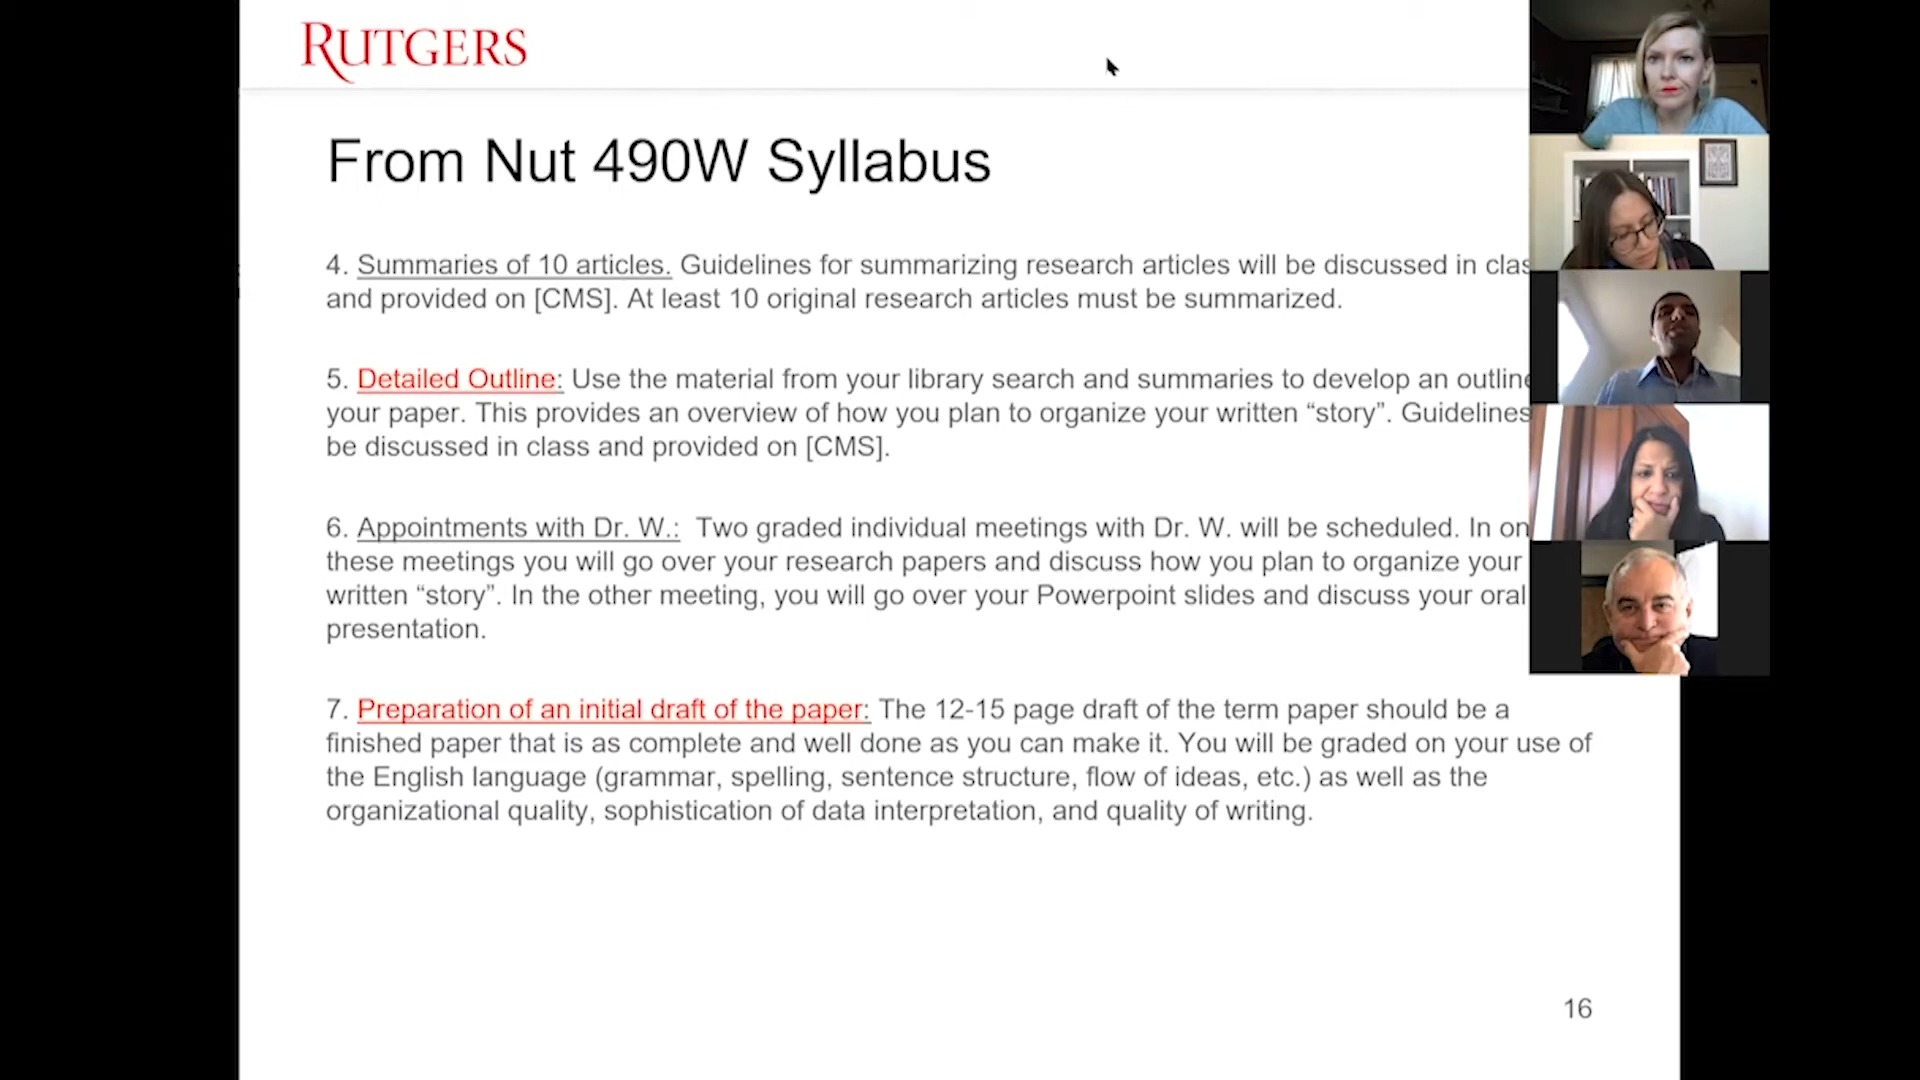 RUTGERS
From Nut 490W Syllabus
4. Summaries of 10 articles. Guidelines for summarizing research articles will be discussed in clas
and provided on [CMS]. At least 10 original research articles must be summarized.
5. Detailed Outline: Use the material from your library search and summaries to develop an outline
your paper. This provides an overview of how you plan to organize your written “story”. Guidelines
be discussed in class and provided on [CMS].
6. Appointments with Dr. W.: Two graded individual meetings with Dr. W. will be scheduled. In on
these meetings you will go over your research papers and discuss how you plan to organize your
written “story”. In the other meeting, you will go over your Powerpoint slides and discuss your oral
presentation.
7. Preparation of an initial draft of the paper: The 12-15 page draft of the term paper should be a
finished paper that is as complete and well done as you can make it. You will be graded on your use of
the English language (grammar, spelling, sentence structure, flow of ideas, etc.) as well as the
organizational quality, sophistication of data interpretation, and quality of writing.
16